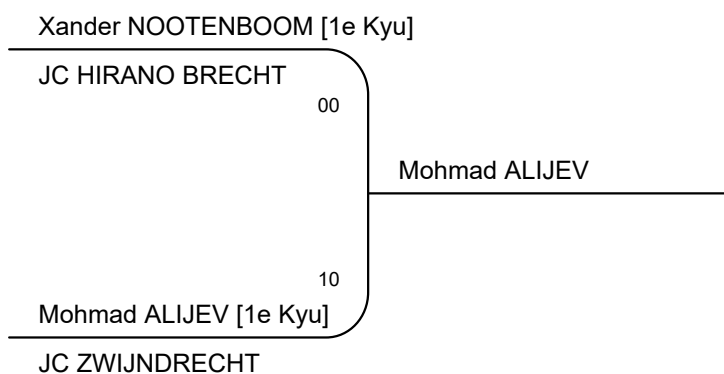 Xander NOOTENBOOM [1e Kyu]
JC HIRANO BRECHT
00
Mohmad ALIJEV
10
Mohmad ALIJEV [1e Kyu]
JC ZWIJNDRECHT